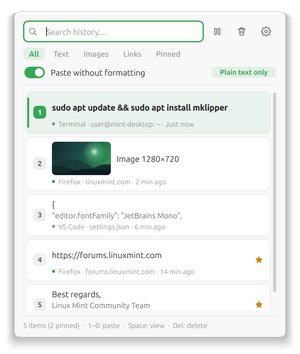 Search history...
All Text Images Links Pinned
Paste without formatting Plain text only
1 sudo apt update && sudo apt install mklipper
Terminal · user@mint-desktop: ~ · Just now
2 Image 1280×720
Firefox · linuxmint.com · 2 min ago
3 {
"editor.fontFamily": "JetBrains Mono",
VS Code · settings.json · 6 min ago
4 https://forums.linuxmint.com
Firefox · forums.linuxmint.com · 14 min ago
5 Best regards,
Linux Mint Community Team
5 items (2 pinned) · 1–0: paste · Space: view · Del: delete